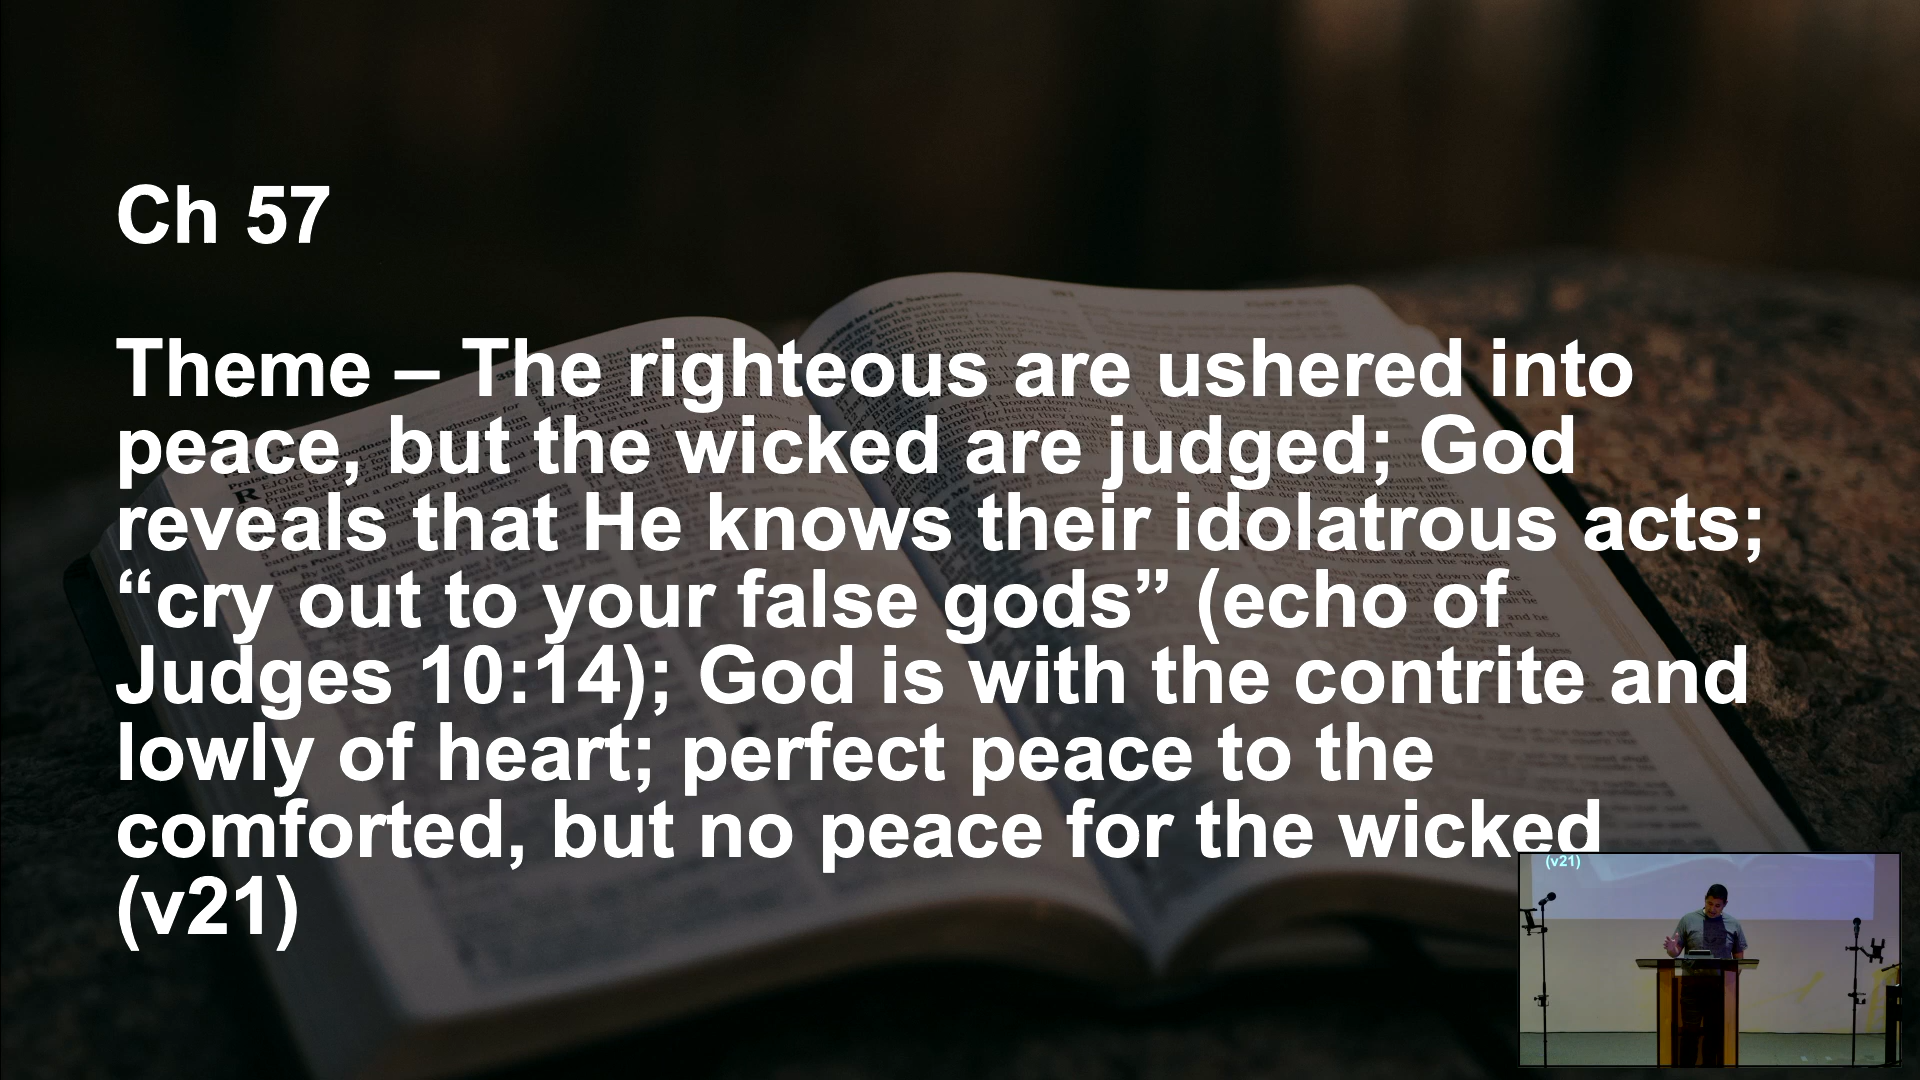 Ch 57
Theme – The righteous are ushered into
peace, but the wicked are judged; God
reveals that He knows their idolatrous acts;
“cry out to your false gods” (echo of
Judges 10:14); God is with the contrite and
lowly of heart; perfect peace to the
comforted, but no peace for the wicked
(v21)
(v21)